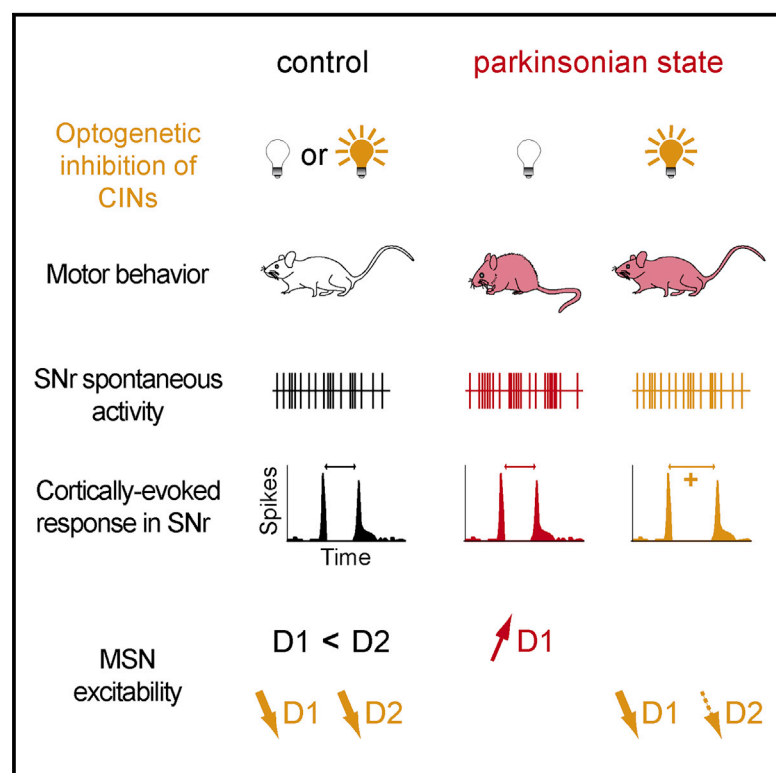 control
parkinsonian state
Optogenetic
inhibition of
CINs
or
Motor behavior
SNr spontaneous
activity
Cortically-evoked
response in SNr
Spikes
Time
+
MSN
excitability
D1 < D2
D1
D1
D2
D1
D2